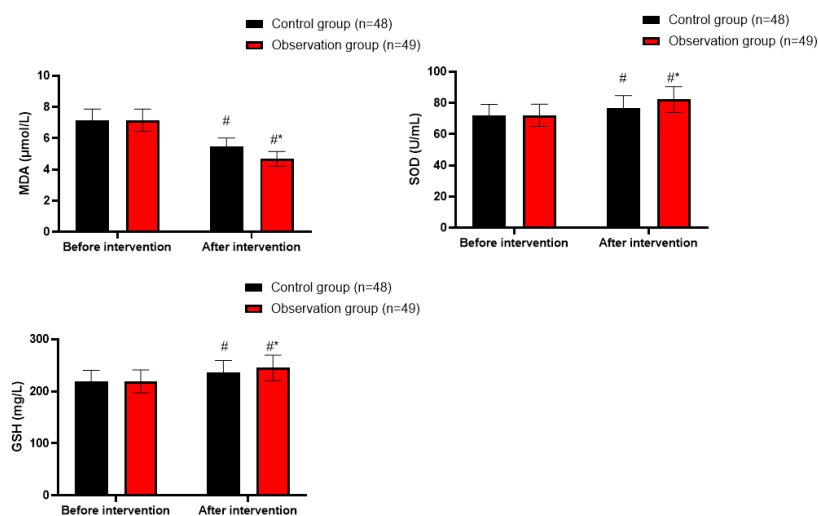 Control group (n=48)
Observation group (n=49)
MDA (μmol/L)
10
8
6
4
2
0
#
#*
Before intervention
After intervention
Control group (n=48)
Observation group (n=49)
SOD (U/mL)
100
80
60
40
20
0
#
#*
Before intervention
After intervention
Control group (n=48)
Observation group (n=49)
GSH (mg/L)
300
200
100
0
#
#*
Before intervention
After intervention